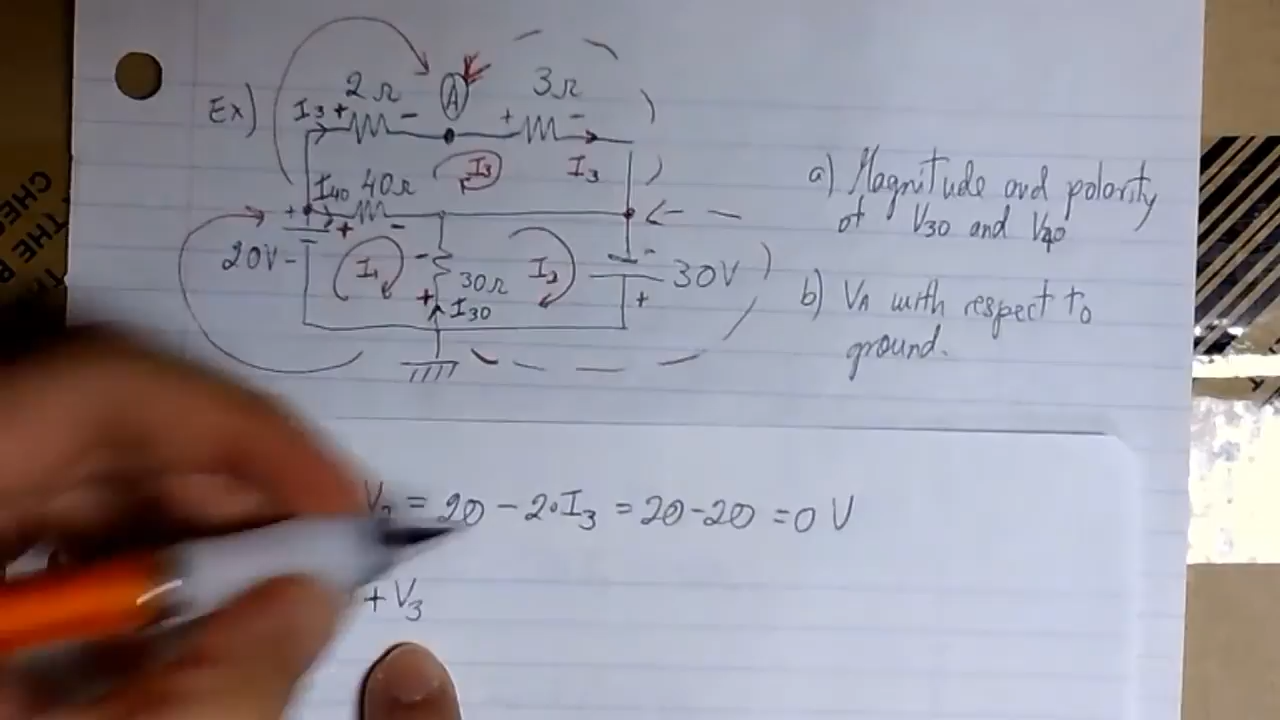 Ex)
2Ω
A
3Ω
I3 + -
+ -
I3
I3
I40 40Ω
+ + -
20V -
I1
- 30Ω
+ I30
I2
-
30V
+
a) Magnitude and polarity
of V30 and V40
b) VA with respect to
ground.
= 20 - 2·I3 = 20-20 = 0 V
+ V3